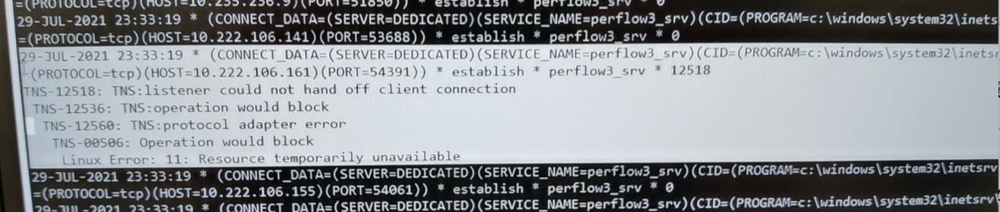 =(PROTOCOL=tcp)(HOST=10.255.256.9)(PORT=51850)) * establish * perflow3_srv * 0
29-JUL-2021 23:33:19 * (CONNECT_DATA=(SERVER=DEDICATED)(SERVICE_NAME=perflow3_srv)(CID=(PROGRAM=c:\windows\system32\inets
=(PROTOCOL=tcp)(HOST=10.222.106.141)(PORT=53688)) * establish * perflow3_srv * 0
29-JUL-2021 23:33:19 * (CONNECT_DATA=(SERVER=DEDICATED)(SERVICE_NAME=perflow3_srv)(CID=(PROGRAM=c:\windows\system32\inets
(PROTOCOL=tcp)(HOST=10.222.106.161)(PORT=54391)) * establish * perflow3_srv * 12518
TNS-12518: TNS:listener could not hand off client connection
TNS-12536: TNS:operation would block
TNS-12560: TNS:protocol adapter error
TNS-00506: Operation would block
Linux Error: 11: Resource temporarily unavailable
29-JUL-2021 23:33:19 * (CONNECT_DATA=(SERVER=DEDICATED)(SERVICE_NAME=perflow3_srv)(CID=(PROGRAM=c:\windows\system32\inetsrv
=(PROTOCOL=tcp)(HOST=10.222.106.155)(PORT=54061)) * establish * perflow3_srv * 0
29-JUL-2021 23:33:19 * (CONNECT_DATA=(SERVER=DEDICATED)(SERVICE_NAME=perflow3_srv)(CID=(PROGRAM=c:\windows\system32\inetsrv